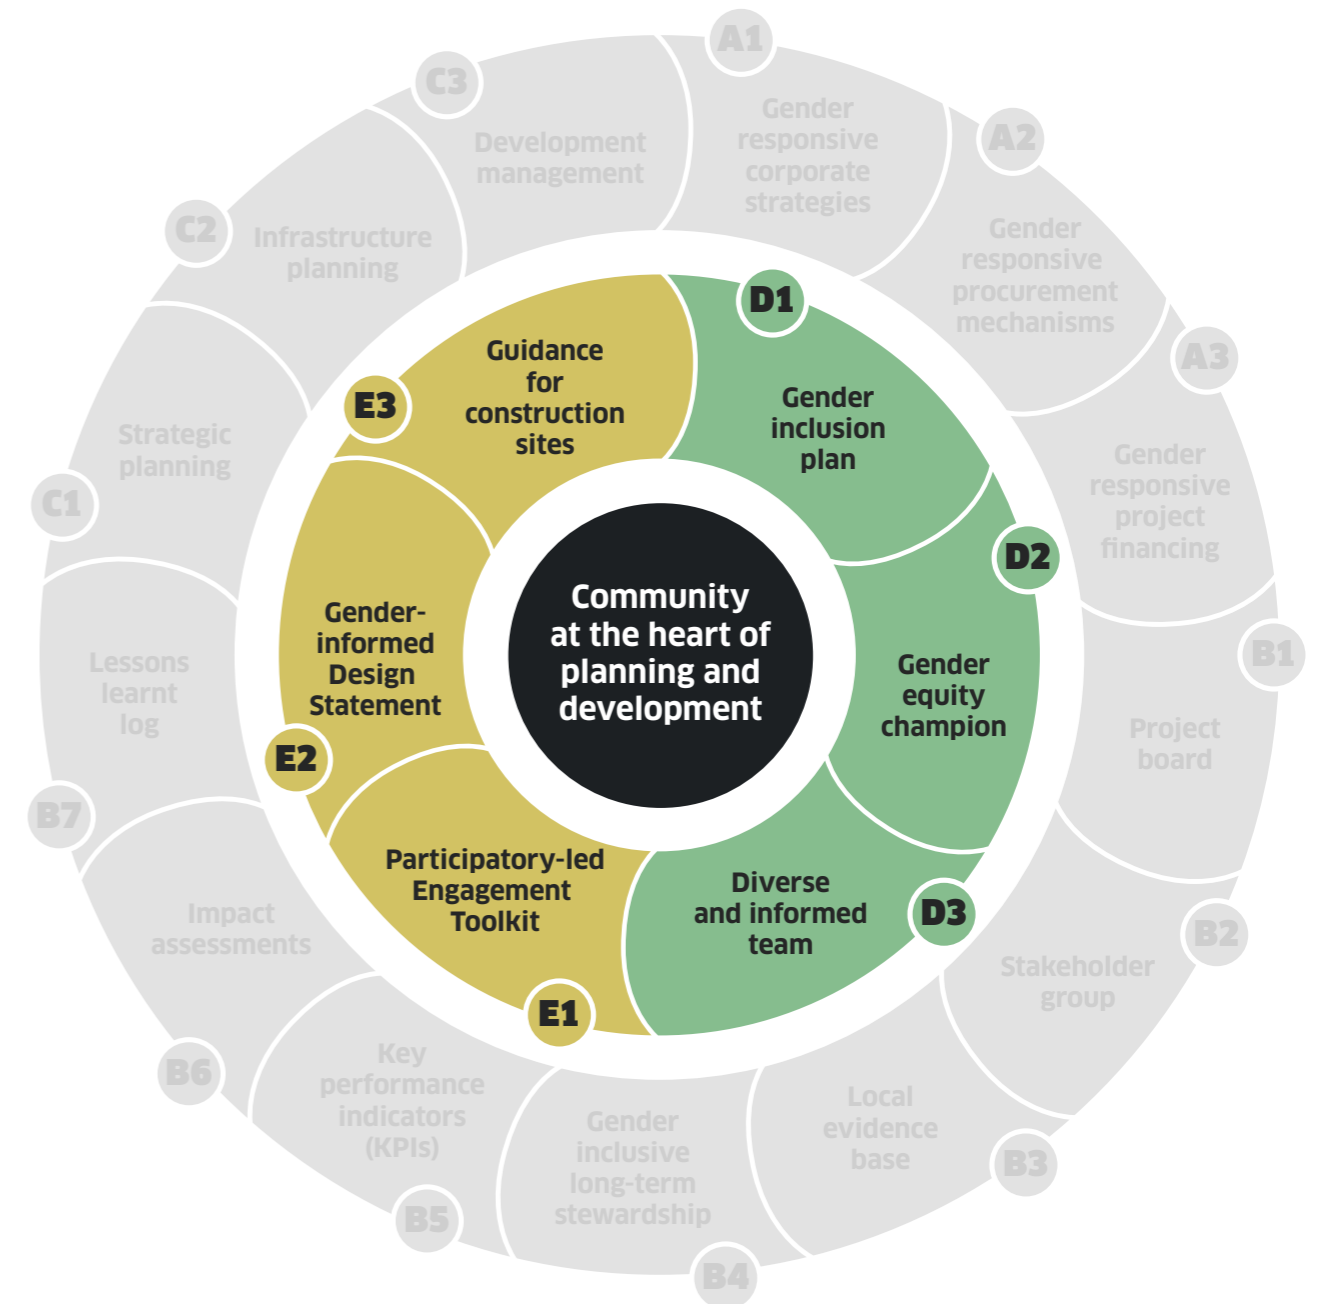 A1
Gender
responsive
corporate
strategies
A2
Gender
responsive
procurement
mechanisms
A3
Gender
responsive
project
financing
B1
Project
board
B2
Stakeholder
group
B3
Local
evidence
base
B4
Gender
inclusive
long-term
stewardship
B5
Key
performance
indicators
(KPIs)
B6
Impact
assessments
B7
Lessons
learnt
log
C1
Strategic
planning
C2
Infrastructure
planning
C3
Development
management
D1
Gender
inclusion
plan
D2
Gender
equity
champion
D3
Diverse
and informed
team
E1
Participatory-led
Engagement
Toolkit
E2
Gender-
informed
Design
Statement
E3
Guidance
for
construction
sites
Community
at the heart of
planning and
development